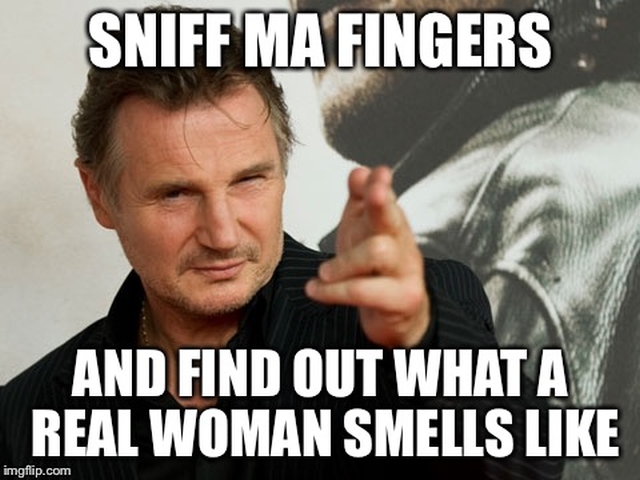 SNIFF MA FINGERS
AND FIND OUT WHAT A
REAL WOMAN SMELLS LIKE
imgflip.com